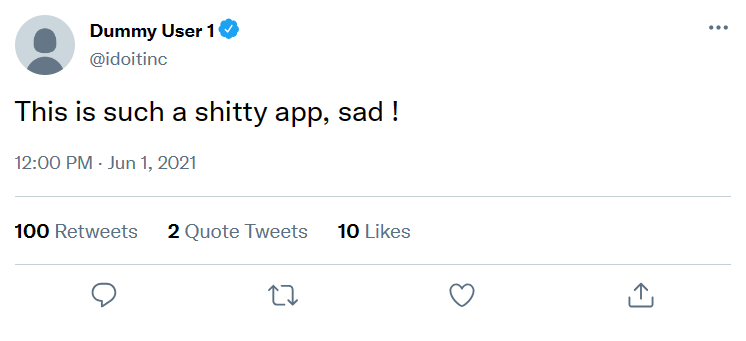 Dummy User 1
@idoitinc
This is such a shitty app, sad !
12:00 PM · Jun 1, 2021
100 Retweets 2 Quote Tweets 10 Likes